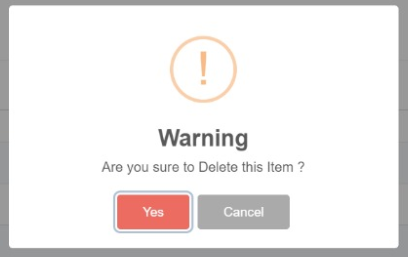 !
Warning
Are you sure to Delete this Item ?
Yes
Cancel